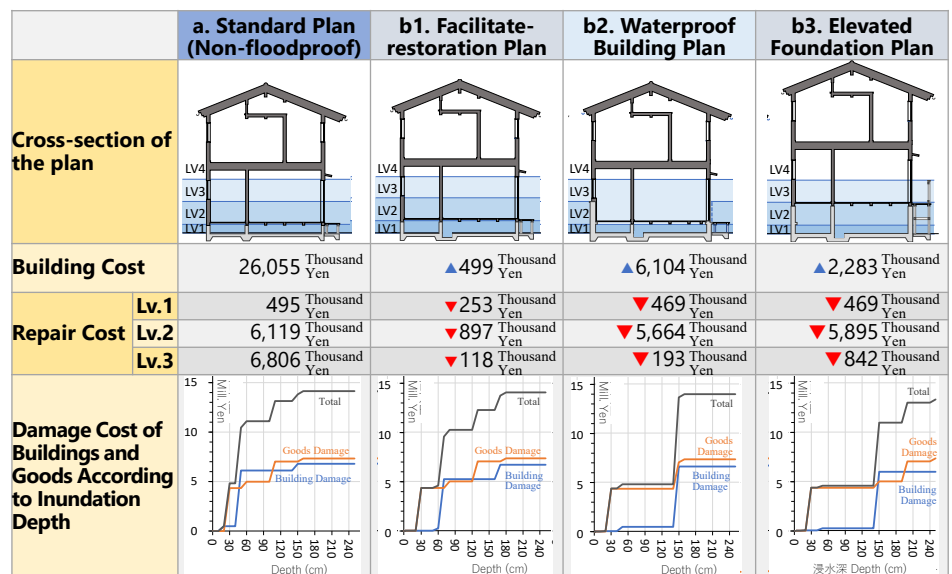 a. Standard Plan
(Non-floodproof)
b1. Facilitate-
restoration Plan
b2. Waterproof
Building Plan
b3. Elevated
Foundation Plan
Cross-section of
the plan
LV4
LV3
LV2
LV1
LV4
LV3
LV2
LV1
LV4
LV3
LV2
LV1
LV4
LV3
LV2
LV1
Building Cost
26,055 Thousand Yen
▲499 Thousand Yen
▲6,104 Thousand Yen
▲2,283 Thousand Yen
Repair Cost
Lv.1
495 Thousand Yen
▼253 Thousand Yen
▼469 Thousand Yen
▼469 Thousand Yen
Lv.2
6,119 Thousand Yen
▼897 Thousand Yen
▼5,664 Thousand Yen
▼5,895 Thousand Yen
Lv.3
6,806 Thousand Yen
▼118 Thousand Yen
▼193 Thousand Yen
▼842 Thousand Yen
Damage Cost of
Buildings and
Goods According
to Inundation
Depth
15
10
5
0
Mill. Yen
Total
Goods Damage
Building Damage
0 30 60 90 120 150 180 210 240
Depth (cm)
15
10
5
0
Mill. Yen
Total
Goods Damage
Building
Damage
0 30 60 90 120 150 180 210 240
Depth (cm)
15
10
5
0
Mill. Yen
Total
Goods
Damage
Building
Damage
0 30 60 90 120 150 180 210 240
Depth (cm)
15
10
5
0
Mill. Yen
Total
Goods
Damage
Building
Damage
0 30 60 90 120 150 180 210 240
浸水深 Depth (cm)